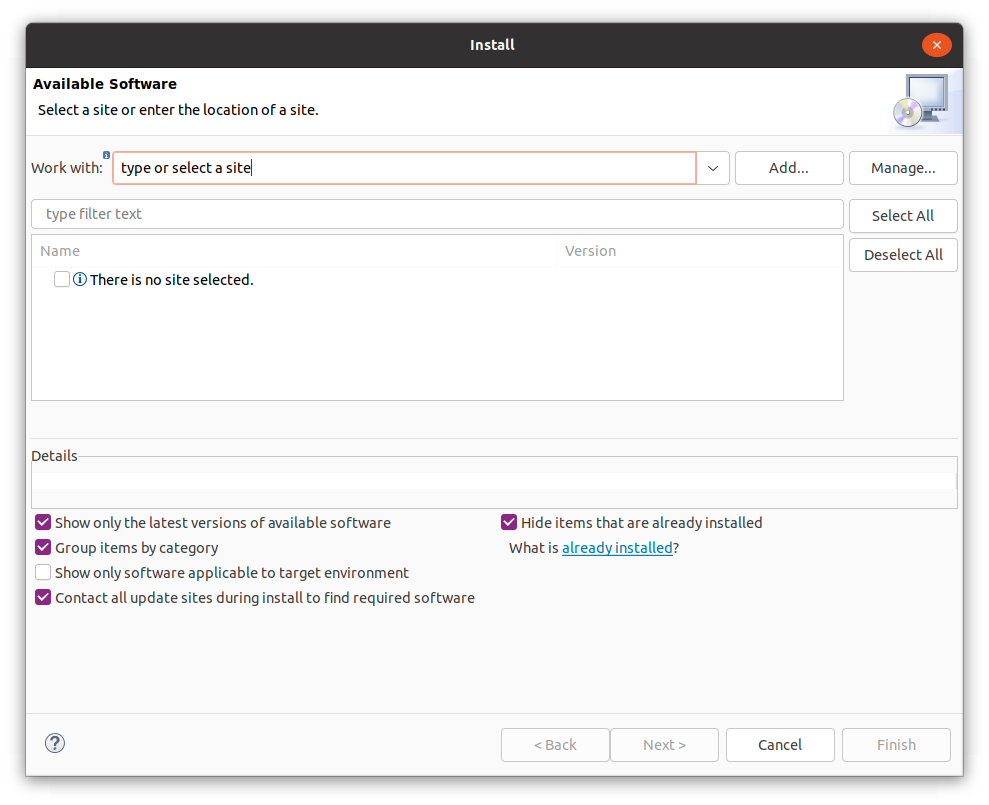 Install
Available Software
Select a site or enter the location of a site.
Work with: type or select a site Add... Manage...
type filter text Select All
Name Version Deselect All
There is no site selected.
Details
Show only the latest versions of available software Hide items that are already installed
Group items by category What is already installed?
Show only software applicable to target environment
Contact all update sites during install to find required software
? < Back Next > Cancel Finish